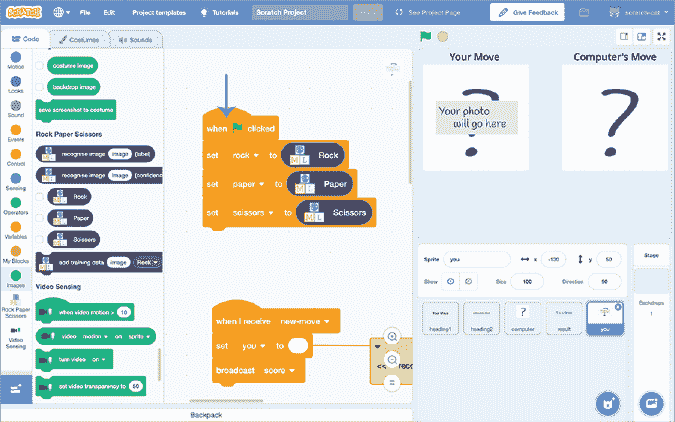 SCRATCH
File
Edit
Project templates
Tutorials
Scratch Project
See Project Page
Give Feedback
Code
Costumes
Sounds
Motion
Looks
Sound
Events
Control
Sensing
Operators
Variables
My Blocks
Images
Rock Paper Scissors
Video Sensing
costume image
backdrop image
save screenshot to costume
Rock Paper Scissors
recognise image image (label)
recognise image image (confidence
Rock
Paper
Scissors
add training data image Rock
Video Sensing
when video motion > 10
video motion on sprite
turn video on
set video transparency to 50
when clicked
set rock to Rock
set paper to Paper
set scissors to Scissors
when I receive new-move
set you to
broadcast score
Backpack
Your Move
Computer's Move
Your photo
will go here
? ?
Sprite you x -100 y 50
Show Size 100 Direction 90
Stage
Backdrops
1
heading1
heading2
computer
result
you